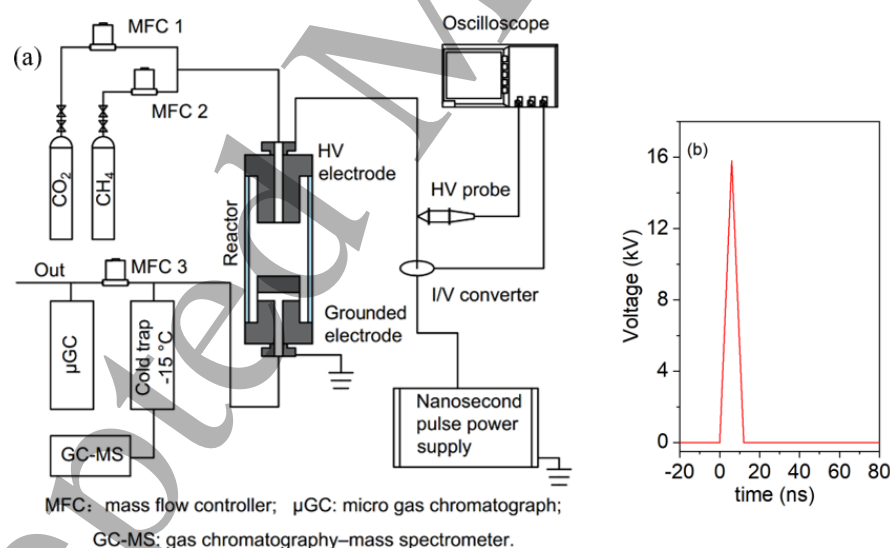 (a)
MFC 1
MFC 2
CO₂
CH₄
Reactor
HV
electrode
Oscilloscope
HV probe
I/V converter
Out
MFC 3
μGC
Cold trap
-15 °C
Grounded
electrode
GC-MS
Nanosecond
pulse power
supply
MFC: mass flow controller; μGC: micro gas chromatograph;
GC-MS: gas chromatography–mass spectrometer.
(b)
Voltage (kV)
16
12
8
4
0
-20 0 20 40 60 80
time (ns)